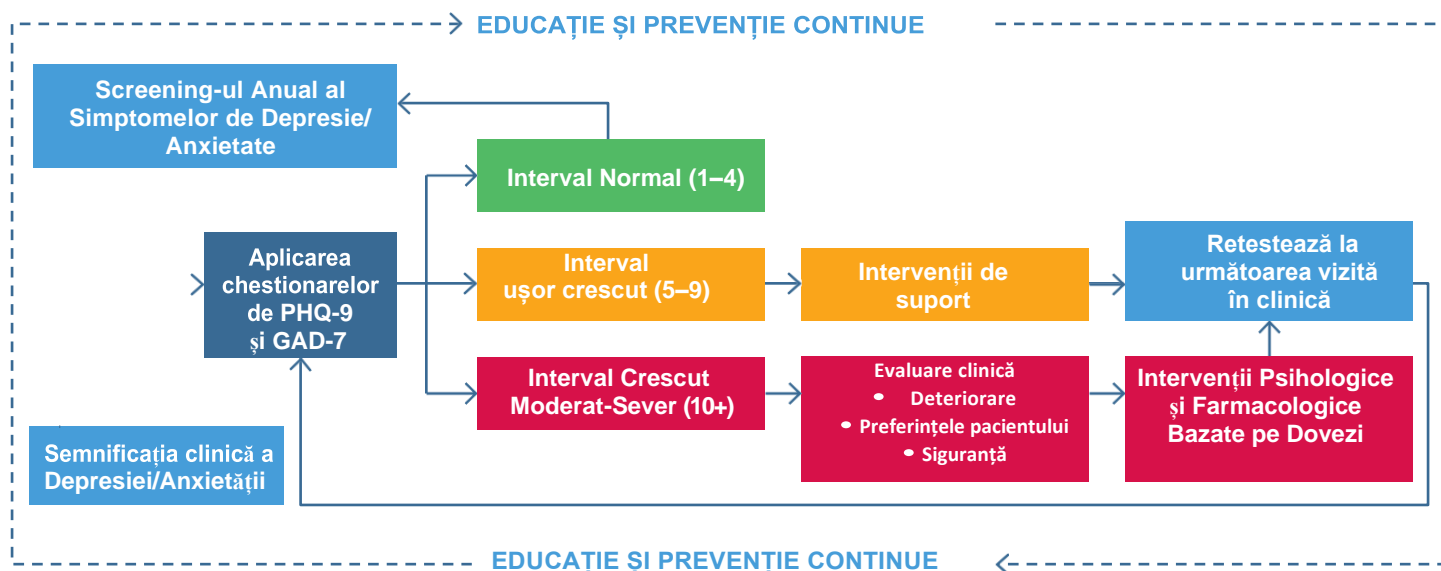 EDUCAȚIE ȘI PREVENȚIE CONTINUE
Screening-ul Anual al
Simptomelor de Depresie/
Anxietate
Interval Normal (1–4)
Aplicarea
chestionarelor
de PHQ-9
și GAD-7
Interval
ușor crescut (5–9)
Intervenții de
suport
Retestează la
următoarea vizită
în clinică
Interval Crescut
Moderat-Sever (10+)
Evaluare clinică
• Deteriorare
• Preferințele pacientului
• Siguranță
Intervenții Psihologice
și Farmacologice
Bazate pe Dovezi
Semnificația clinică a
Depresiei/Anxietății
EDUCAȚIE ȘI PREVENȚIE CONTINUE